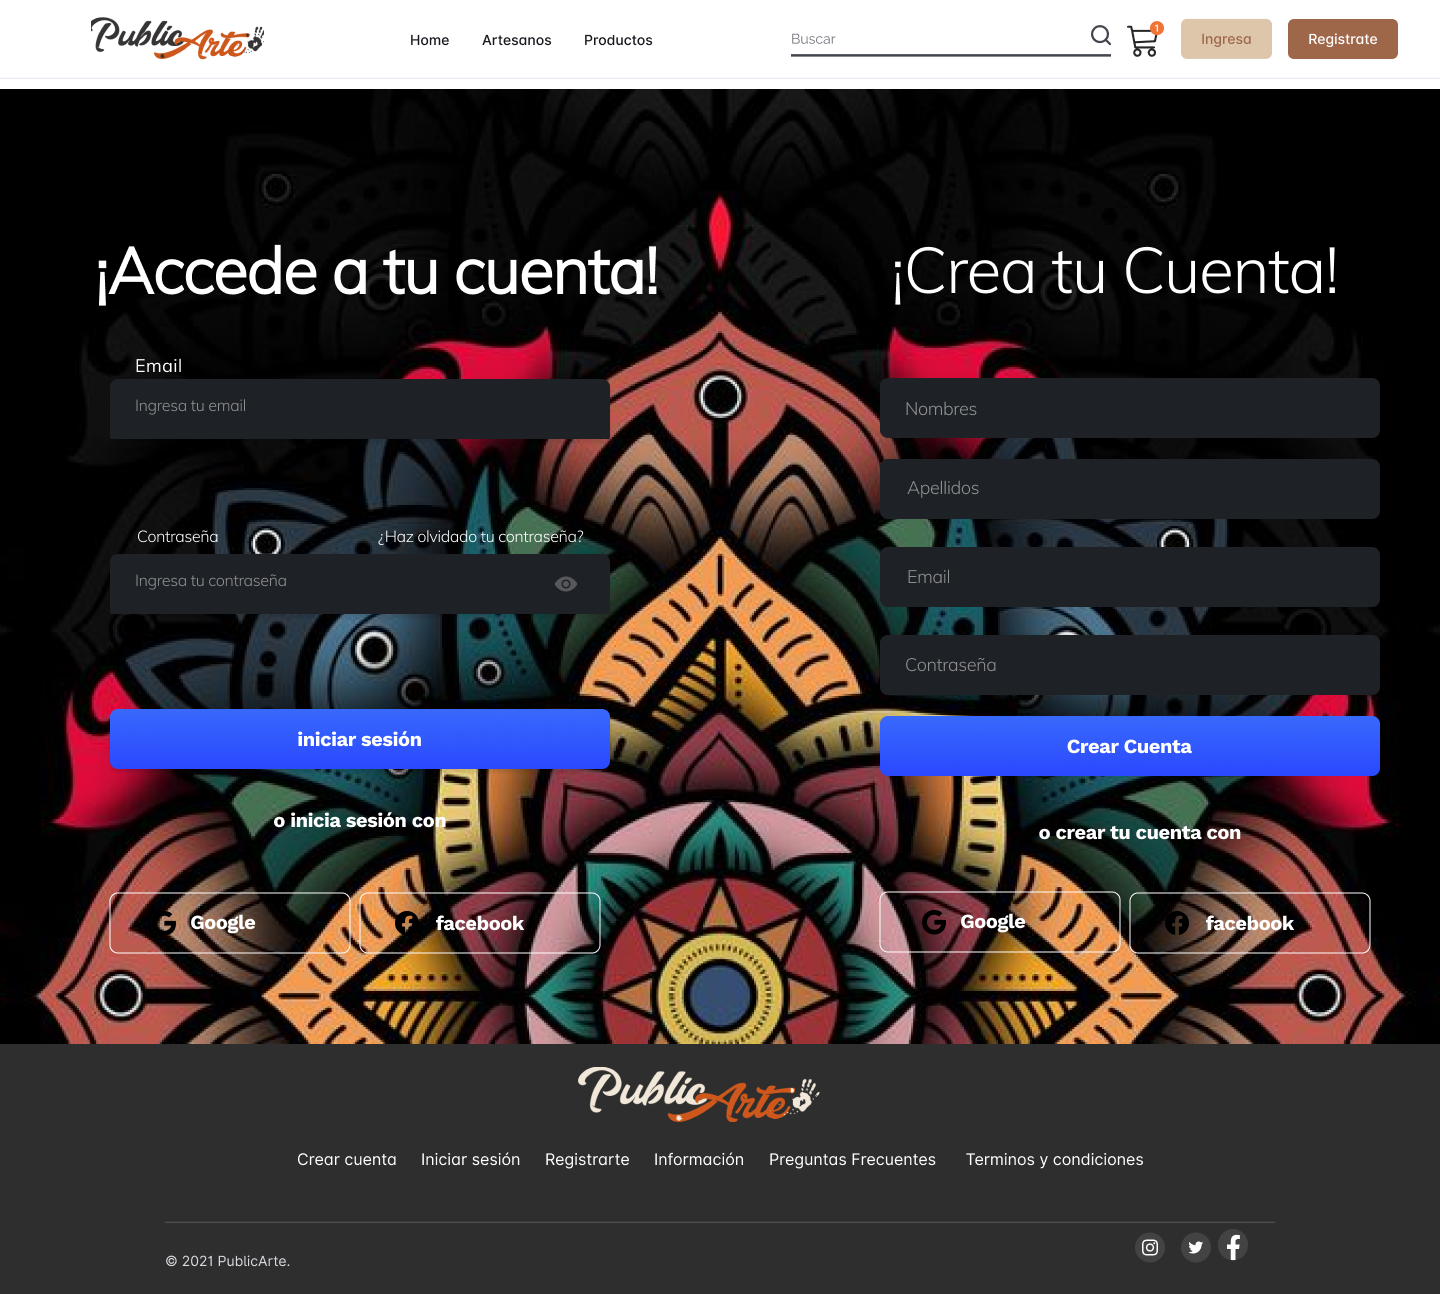 PublicArte
Home
Artesanos
Productos
Buscar
1
Ingresa
Registrate
¡Accede a tu cuenta!
Email
Ingresa tu email
Contraseña
¿Haz olvidado tu contraseña?
Ingresa tu contraseña
iniciar sesión
o inicia sesión con
Google
facebook
¡Crea tu Cuenta!
Nombres
Apellidos
Email
Contraseña
Crear Cuenta
o crear tu cuenta con
Google
facebook
PublicArte
Crear cuenta
Iniciar sesión
Registrarte
Información
Preguntas Frecuentes
Terminos y condiciones
© 2021 PublicArte.